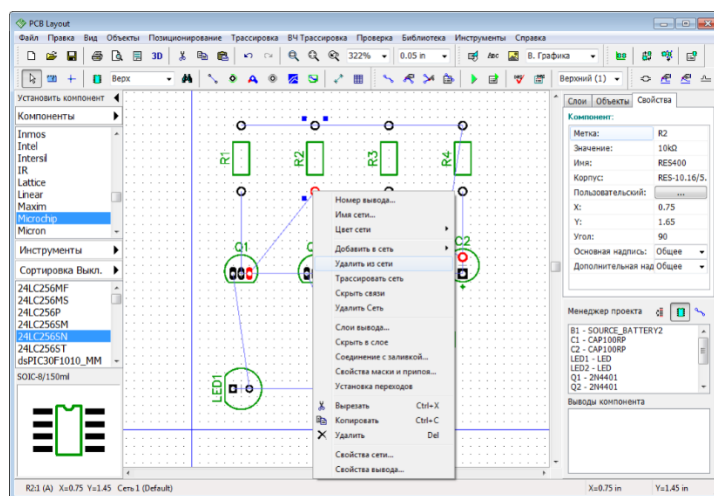 PCB Layout
Файл Правка Вид Объекты Позиционирование Трассировка ВЧ Трассировка Проверка Библиотека Инструменты Справка
3D 322% 0.05 in Abc В. Графика
Верх Верхний (1)
Установить компонент
Компоненты
Inmos
Intel
Intersil
IR
Lattice
Linear
Maxim
Microchip
Micron
Инструменты
Сортировка Выкл.
24LC256MF
24LC256MS
24LC256P
24LC256SM
24LC256SN
24LC256ST
dsPIC30F1010_MM
SOIC-8/150ml
R1
R2
R3
R4
Q1
C2
LED1
Номер вывода...
Имя сети...
Цвет сети
Добавить в сеть
Удалить из сети
Трассировать сеть
Скрыть связи
Удалить Сеть
Слои вывода...
Скрыть в слое
Соединение с заливкой...
Свойства маски и припоя...
Установка переходов
Вырезать Ctrl+X
Копировать Ctrl+C
Удалить Del
Свойства сети...
Свойства вывода...
Слои Объекты Свойства
Компонент:
Метка: R2
Значение: 10kΩ
Имя: RES400
Корпус: RES-10.16/5.
Пользовательский: ...
X: 0.75
Y: 1.65
Угол: 90
Основная надпись: Общее
Дополнительная над Общее
Менеджер проекта
B1 - SOURCE_BATTERY2
C1 - CAP100RP
C2 - CAP100RP
LED1 - LED
LED2 - LED
Q1 - 2N4401
Q2 - 2N4401
Выводы компонента
R2:1 (A) X=0.75 Y=1.45 Сеть 1 (Default)
X=0.75 in Y=1.45 in